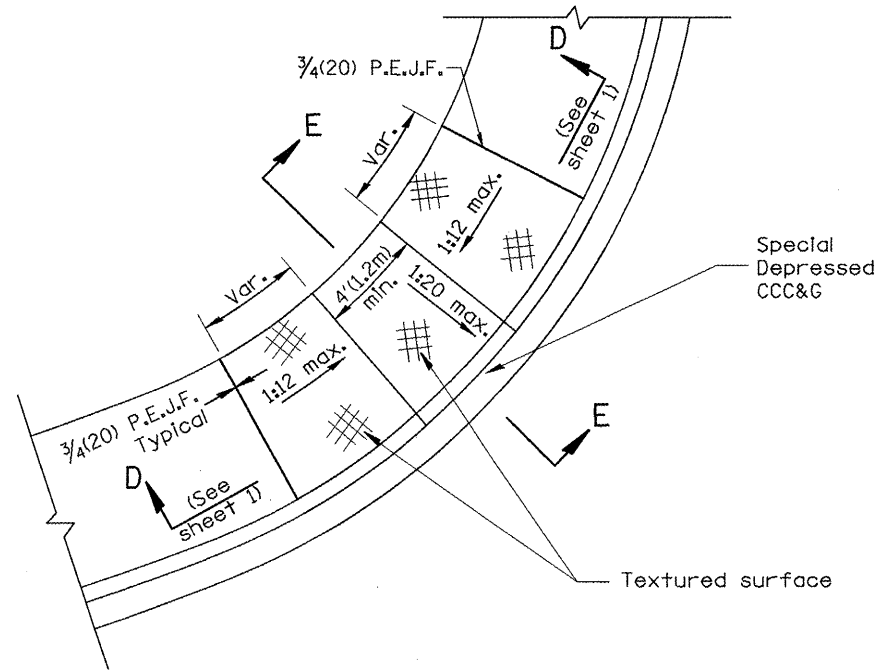 D
¾(20) P.E.J.F.
(See
sheet 1)
E
Var.
1:12 max.
Special
Depressed
CCC&G
4'(1.2m)
min.
1:20 max.
Var.
1:12 max.
¾(20) P.E.J.F.
Typical
E
D
(See
sheet 1)
Textured surface